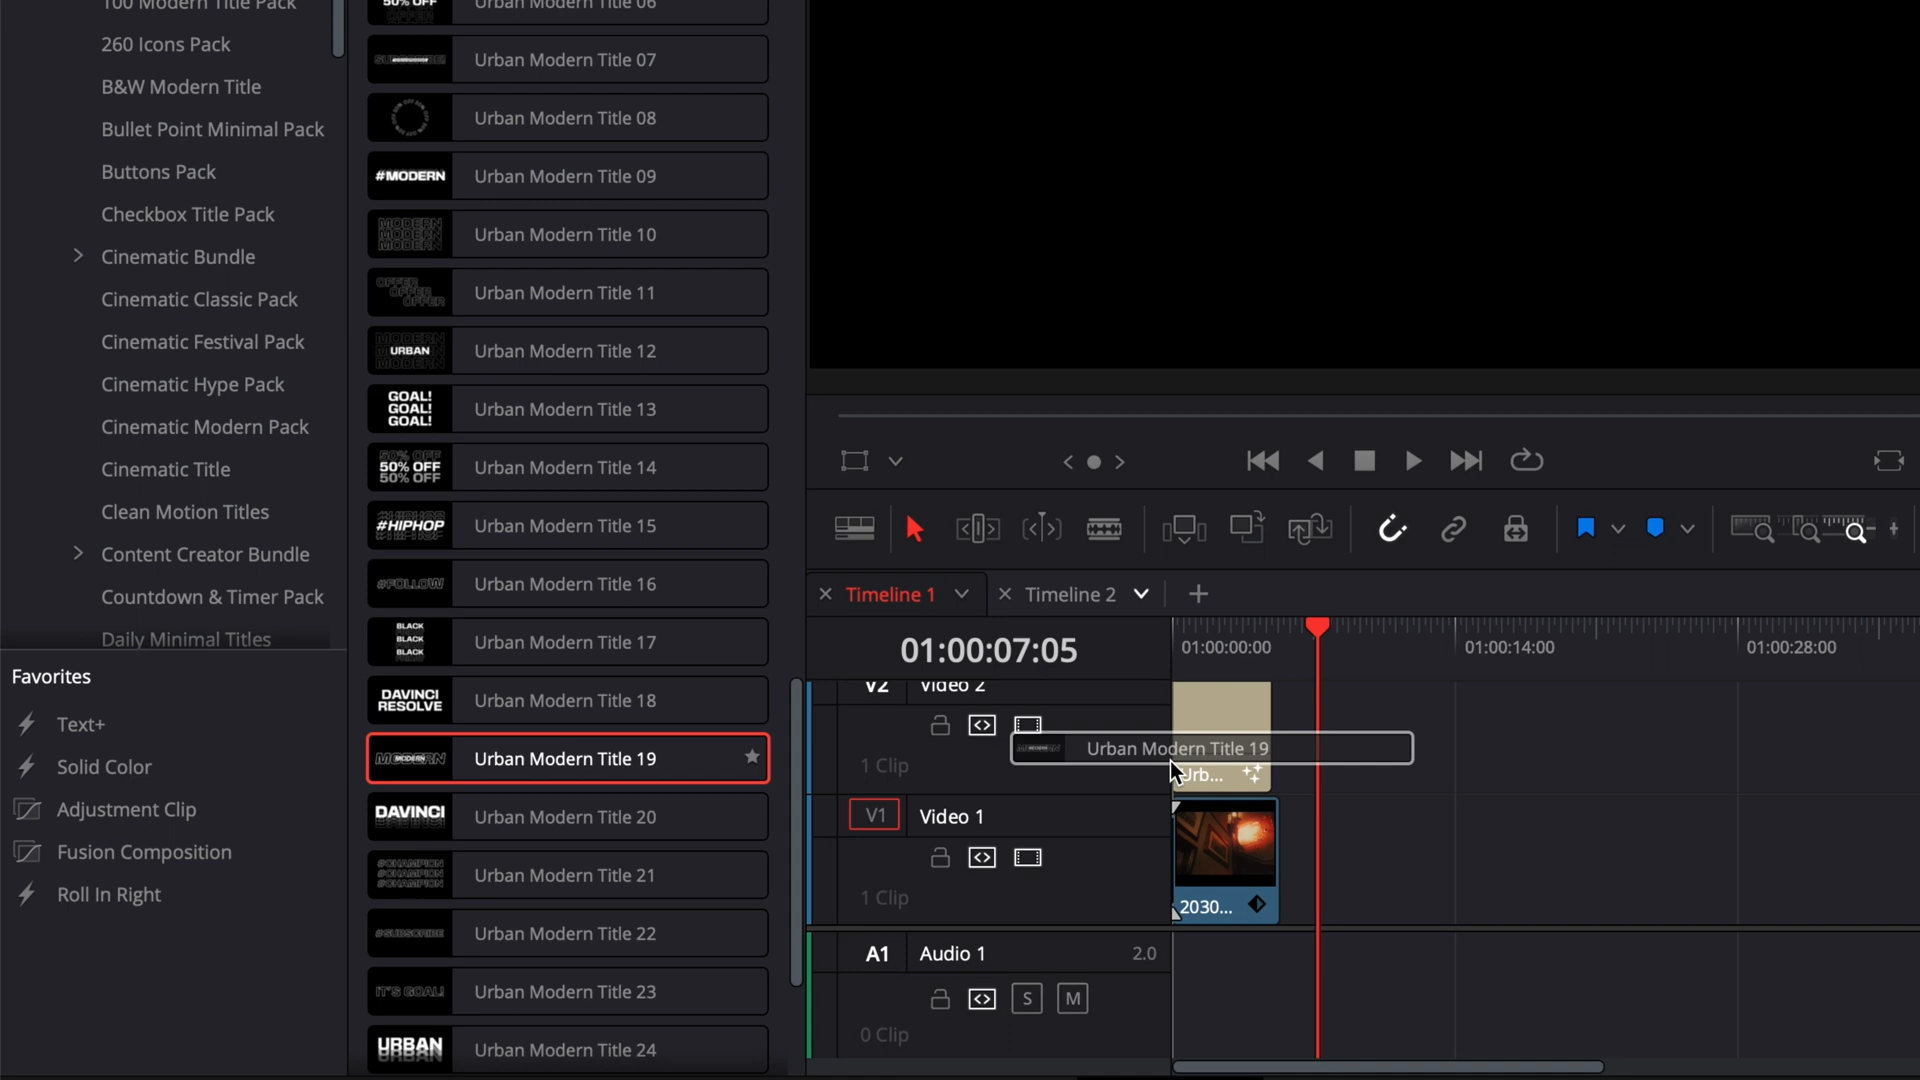 100 Modern Title Pack
260 Icons Pack
B&W Modern Title
Bullet Point Minimal Pack
Buttons Pack
Checkbox Title Pack
Cinematic Bundle
Cinematic Classic Pack
Cinematic Festival Pack
Cinematic Hype Pack
Cinematic Modern Pack
Cinematic Title
Clean Motion Titles
Content Creator Bundle
Countdown & Timer Pack
Daily Minimal Titles
Favorites
Text+
Solid Color
Adjustment Clip
Fusion Composition
Roll In Right
50% OFF
Urban Modern Title 06
Urban Modern Title 07
Urban Modern Title 08
#MODERN
Urban Modern Title 09
MODERN
MODERN
MODERN
Urban Modern Title 10
OFFER
OFFER
OFFER
Urban Modern Title 11
MODERN
URBAN
MODERN
Urban Modern Title 12
GOAL!
GOAL!
GOAL!
Urban Modern Title 13
50% OFF
50% OFF
50% OFF
Urban Modern Title 14
#HIPHOP
Urban Modern Title 15
#FOLLOW
Urban Modern Title 16
BLACK
BLACK
BLACK
Urban Modern Title 17
DAVINCI
RESOLVE
Urban Modern Title 18
MODERN
Urban Modern Title 19
DAVINCI
Urban Modern Title 20
#CHAMPION
#CHAMPION
#CHAMPION
Urban Modern Title 21
#SUBSCRIBE
Urban Modern Title 22
IT'S GOAL!
Urban Modern Title 23
URBAN
Urban Modern Title 24
Timeline 1
Timeline 2
01:00:07:05
01:00:00:00
01:00:14:00
01:00:28:00
V2 Video 2
1 Clip
Urban Modern Title 19
Urb...
V1 Video 1
1 Clip
2030...
A1 Audio 1 2.0
S M
0 Clip